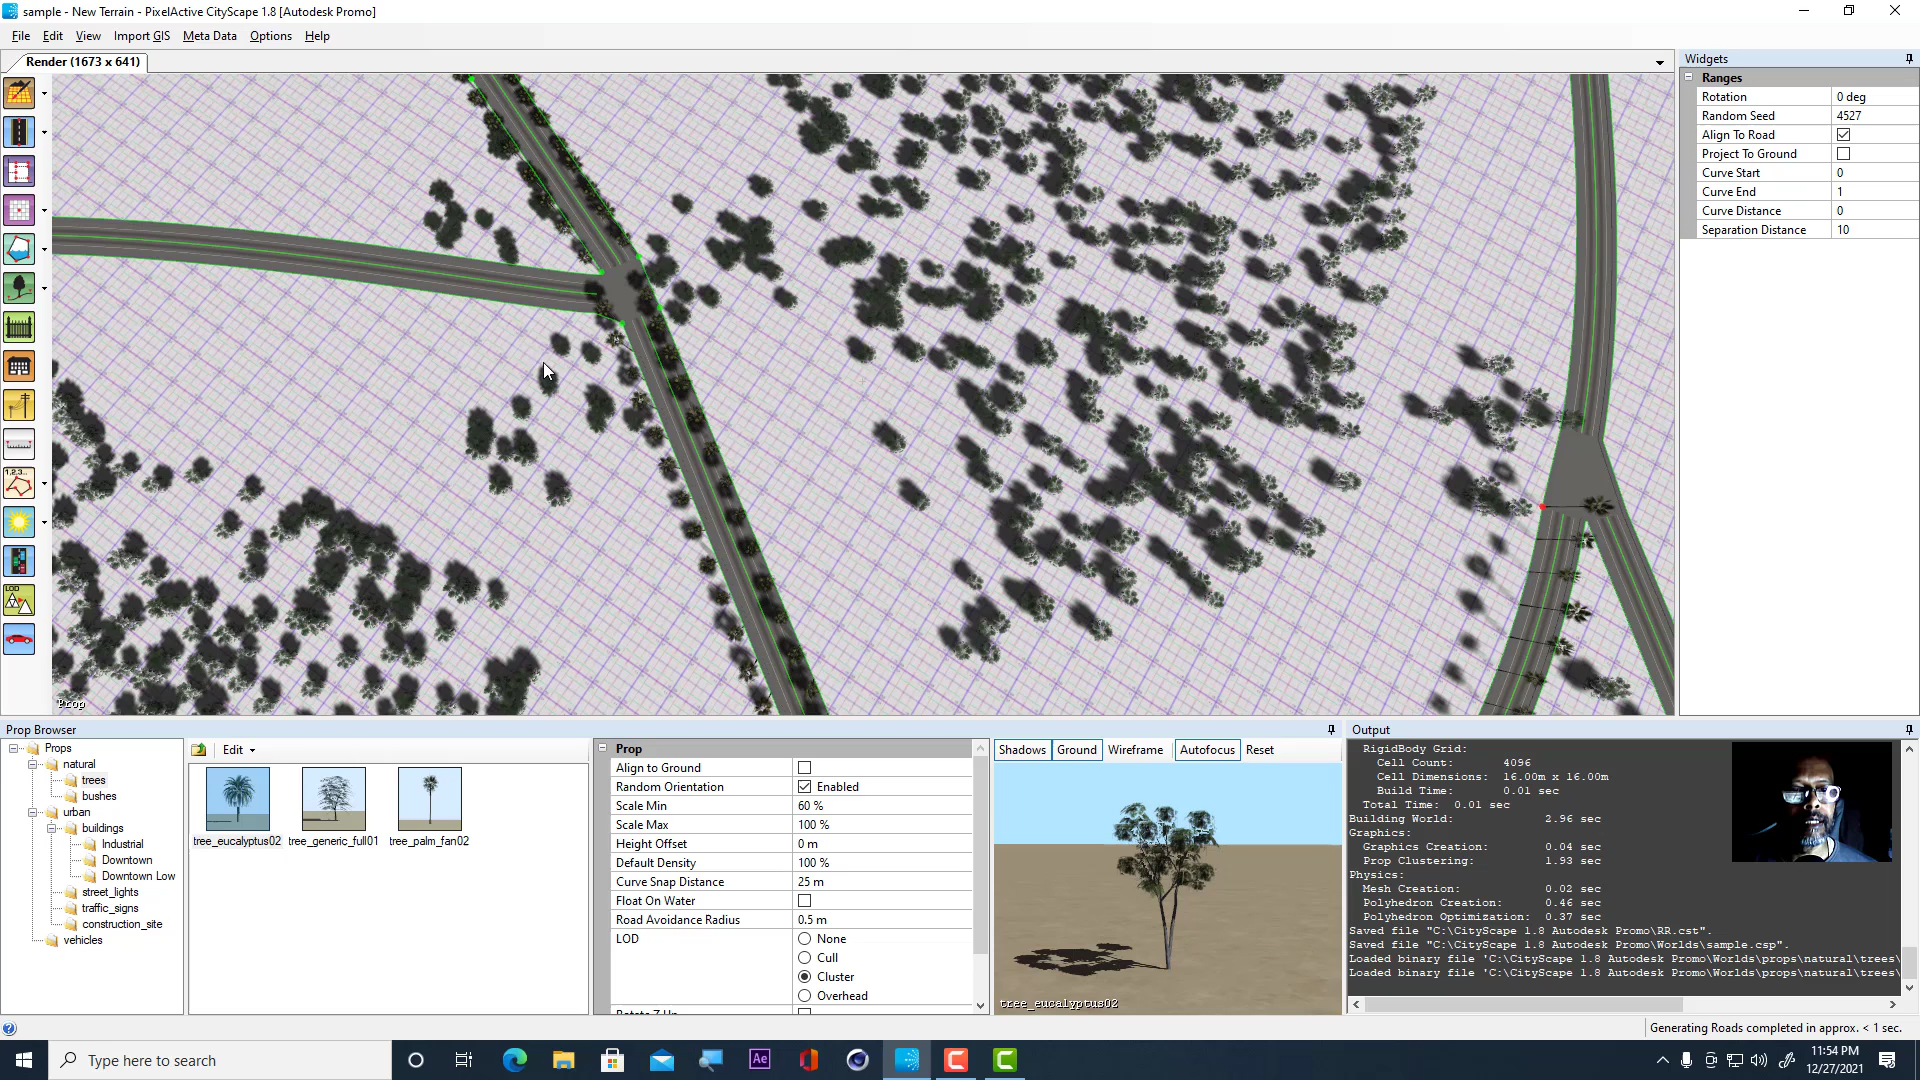 sample - New Terrain - PixelActive CityScape 1.8 [Autodesk Promo]
File Edit View Import GIS Meta Data Options Help
Render (1673 x 641)
Widgets
Ranges
Rotation 0 deg
Random Seed 4527
Align To Road
Project To Ground
Curve Start 0
Curve End 1
Curve Distance 0
Separation Distance 10
1,2,3...
LOD
Prop
Prop Browser
Props
natural
trees
bushes
urban
buildings
Industrial
Downtown
Downtown Low
street_lights
traffic_signs
construction_site
vehicles
Edit
tree_eucalyptus02 tree_generic_full01 tree_palm_fan02
Prop
Align to Ground
Random Orientation Enabled
Scale Min 60 %
Scale Max 100 %
Height Offset 0 m
Default Density 100 %
Curve Snap Distance 25 m
Float On Water
Road Avoidance Radius 0.5 m
LOD None
Cull
Cluster
Overhead
Shadows Ground Wireframe Autofocus Reset
tree_eucalyptus02
Output
RigidBody Grid:
Cell Count: 4096
Cell Dimensions: 16.00m x 16.00m
Build Time: 0.01 sec
Total Time: 0.01 sec
Building World: 2.96 sec
Graphics:
Graphics Creation: 0.04 sec
Prop Clustering: 1.93 sec
Physics:
Mesh Creation: 0.02 sec
Polyhedron Creation: 0.46 sec
Polyhedron Optimization: 0.37 sec
Saved file "C:\CityScape 1.8 Autodesk Promo\RR.cst".
Saved file "C:\CityScape 1.8 Autodesk Promo\Worlds\sample.csp".
Loaded binary file 'C:\CityScape 1.8 Autodesk Promo\Worlds\props\natural\trees\
Loaded binary file 'C:\CityScape 1.8 Autodesk Promo\Worlds\props\natural\trees\
Generating Roads completed in approx. < 1 sec.
Type here to search
Ae
11:54 PM
12/27/2021